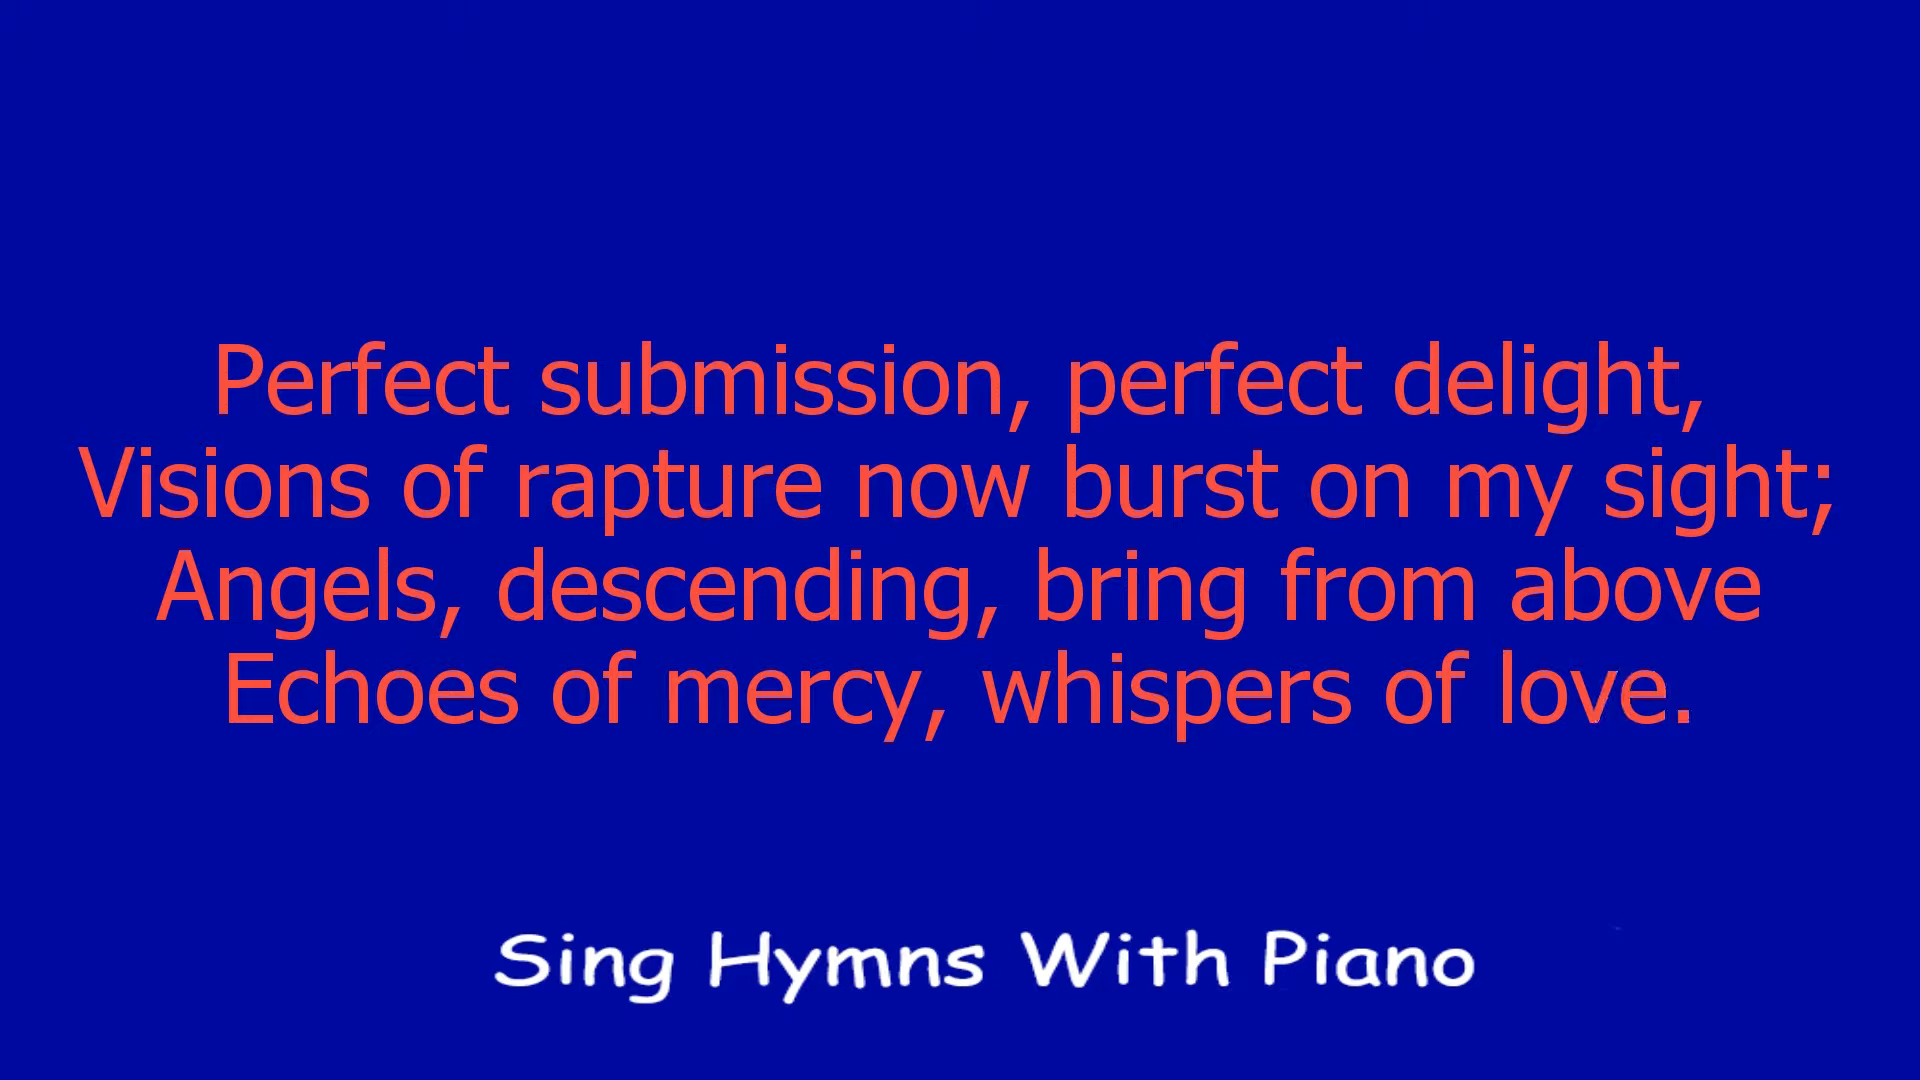 Perfect submission, perfect delight,
Visions of rapture now burst on my sight;
Angels, descending, bring from above
Echoes of mercy, whispers of love.
Sing Hymns With Piano